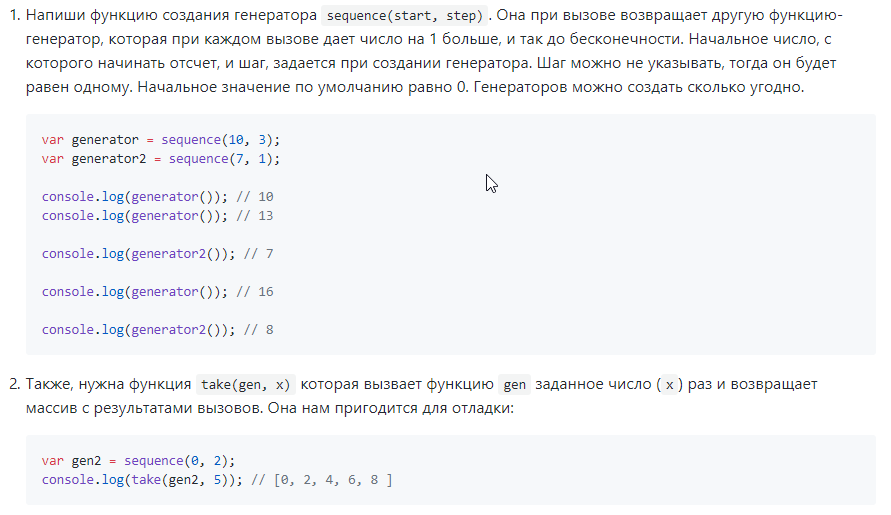 1. Напиши функцию создания генератора sequence(start, step) . Она при вызове возвращает другую функцию-
генератор, которая при каждом вызове дает число на 1 больше, и так до бесконечности. Начальное число, с
которого начинать отсчет, и шаг, задается при создании генератора. Шаг можно не указывать, тогда он будет
равен одному. Начальное значение по умолчанию равно 0. Генераторов можно создать сколько угодно.
var generator = sequence(10, 3);
var generator2 = sequence(7, 1);
console.log(generator()); // 10
console.log(generator()); // 13
console.log(generator2()); // 7
console.log(generator()); // 16
console.log(generator2()); // 8
2. Также, нужна функция take(gen, x) которая вызвает функцию gen заданное число ( x ) раз и возвращает
массив с результатами вызовов. Она нам пригодится для отладки:
var gen2 = sequence(0, 2);
console.log(take(gen2, 5)); // [0, 2, 4, 6, 8 ]